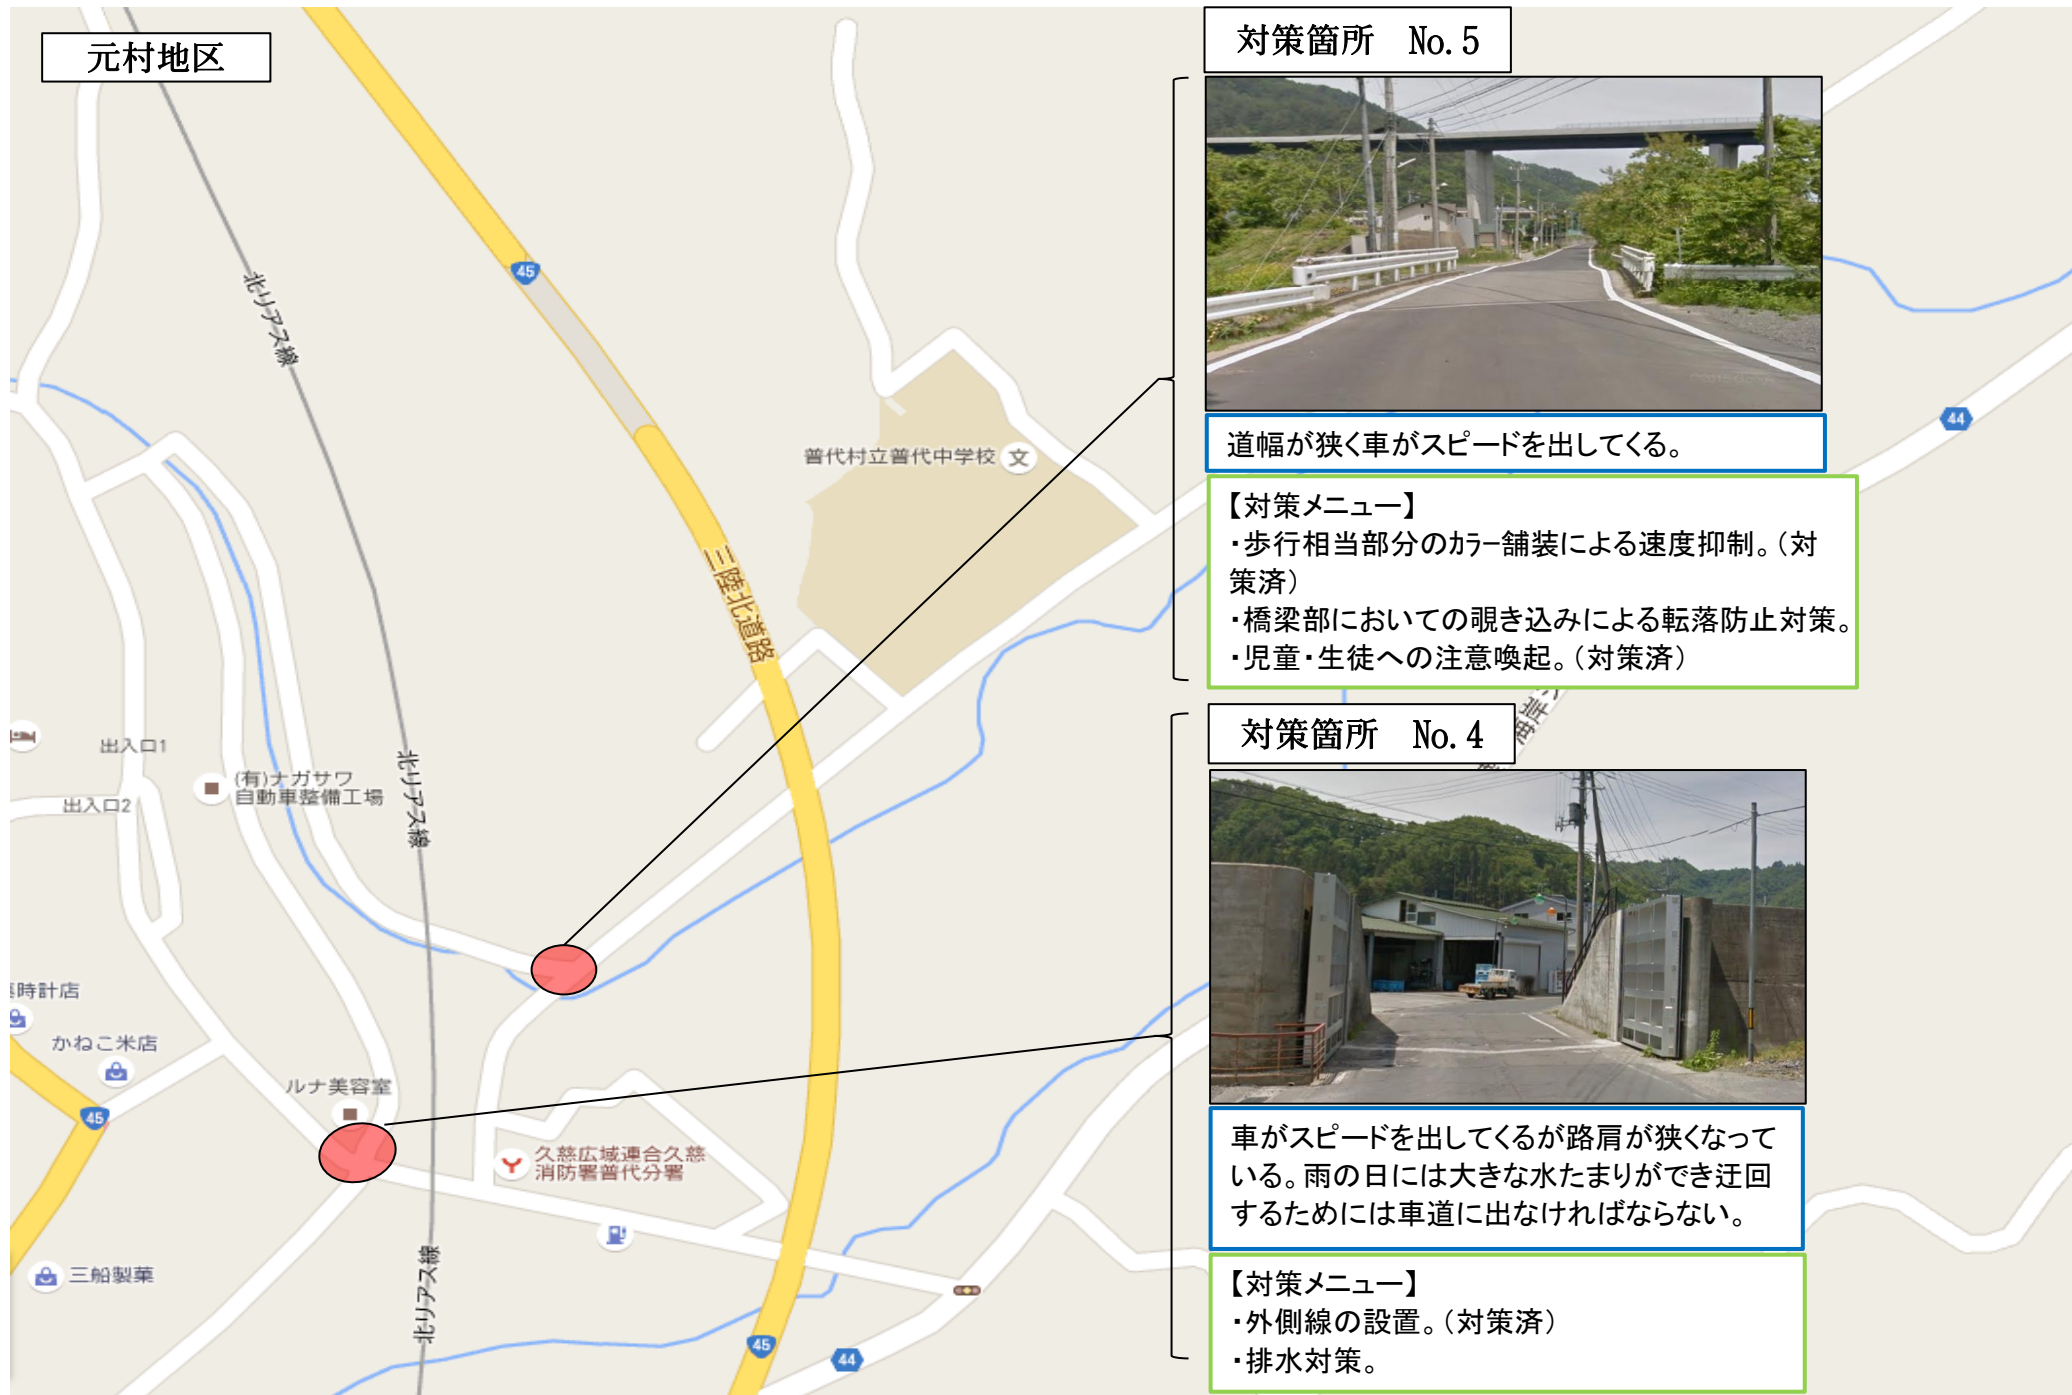 元村地区
対策箇所　No.5
道幅が狭く車がスピードを出してくる。
【対策メニュー】
・歩行相当部分のカラー舗装による速度抑制。（対
策済）
・橋梁部においての覗き込みによる転落防止対策。
・児童・生徒への注意喚起。（対策済）
対策箇所　No.4
車がスピードを出してくるが路肩が狭くなって
いる。雨の日には大きな水たまりができ迂回
するためには車道に出なければならない。
【対策メニュー】
・外側線の設置。（対策済）
・排水対策。
45
北リアス線
44
普代村立普代中学校
文
三陸北道路
海岸
出入口1
出入口2
(有)ナガサワ
自動車整備工場
北リアス線
時計店
かねこ米店
ルナ美容室
45
久慈広域連合久慈
消防署普代分署
三船製菓
北リアス線
45
44